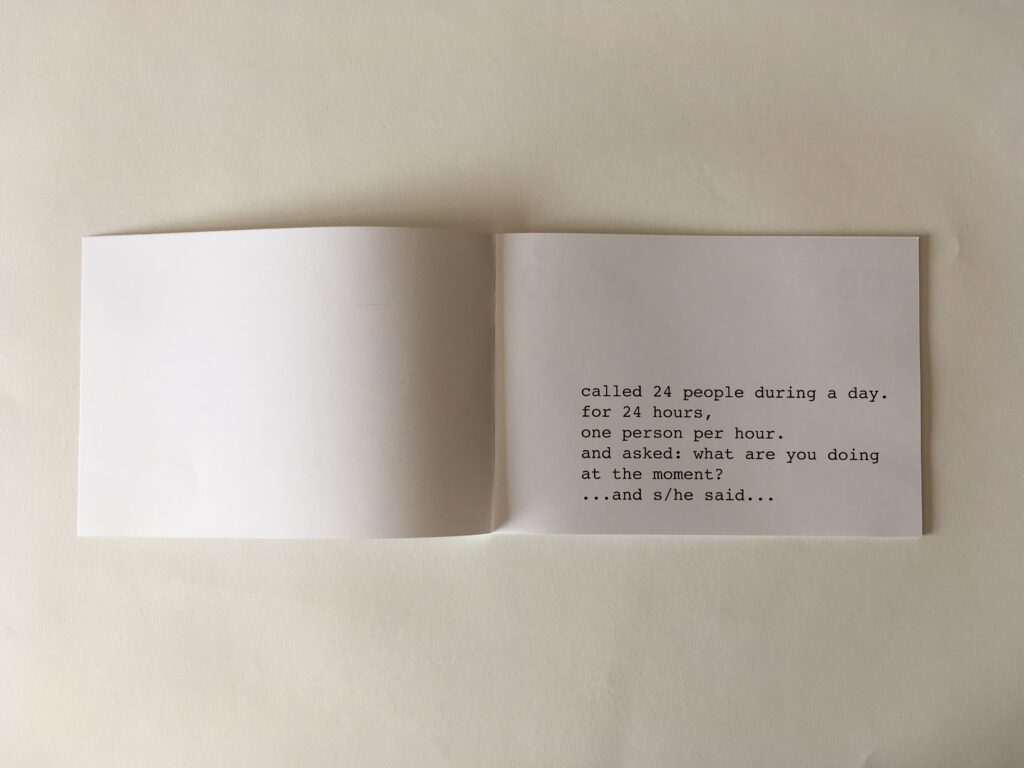 called 24 people during a day.
for 24 hours,
one person per hour.
and asked: what are you doing
at the moment?
...and s/he said...